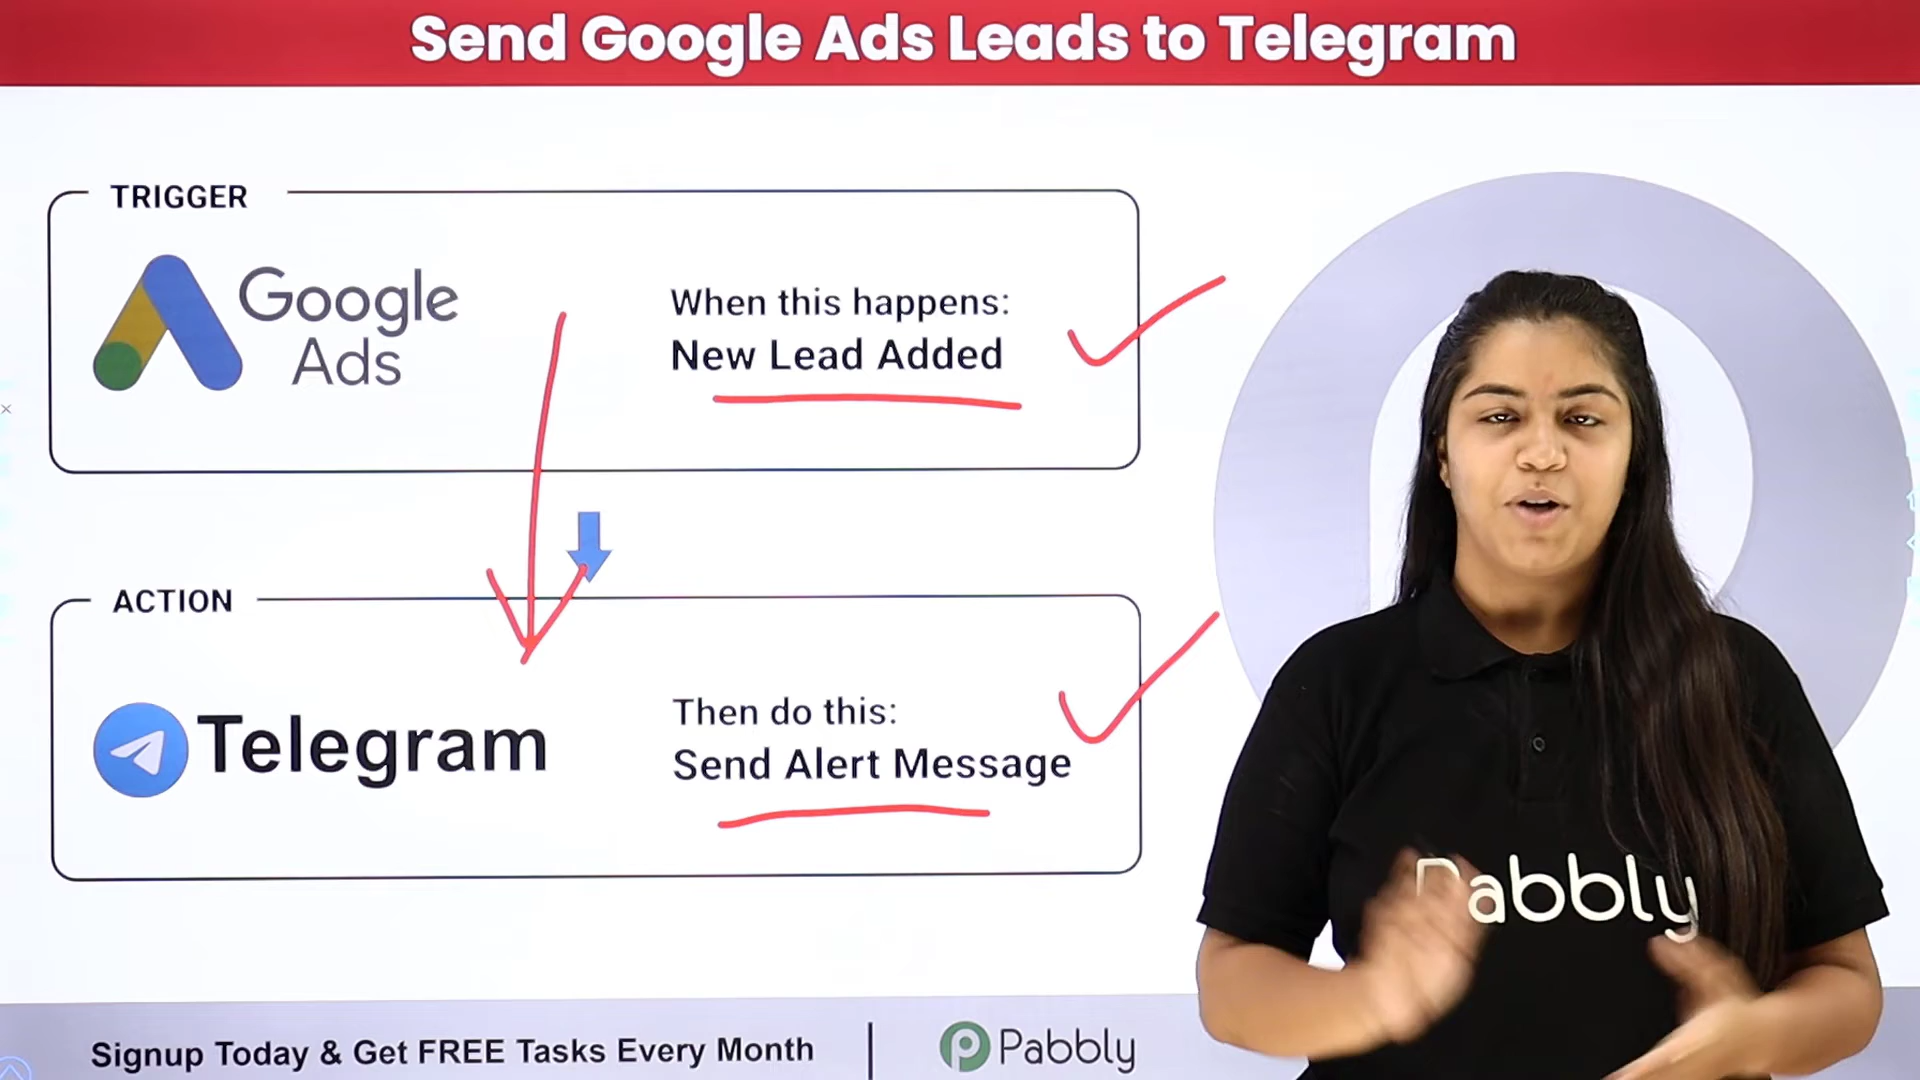 Send Google Ads Leads to Telegram
TRIGGER
Google
Ads
When this happens:
New Lead Added
ACTION
Telegram
Then do this:
Send Alert Message
Pabbly
Signup Today & Get FREE Tasks Every Month
Pabbly